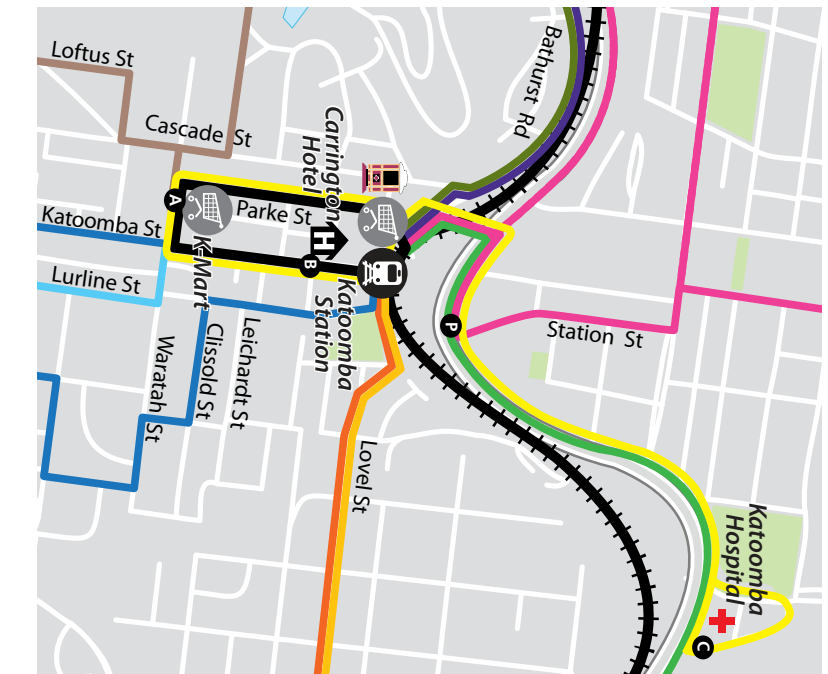 Loftus St
Cascade St
Bathurst Rd
Carrington
Hotel
Parke St
A
Katoomba St
K-Mart
H
B
Lurline St
Katoomba
Station
Waratah St
Clissold St
Leichardt St
P
Station St
Lovel St
Katoomba
Hospital
C